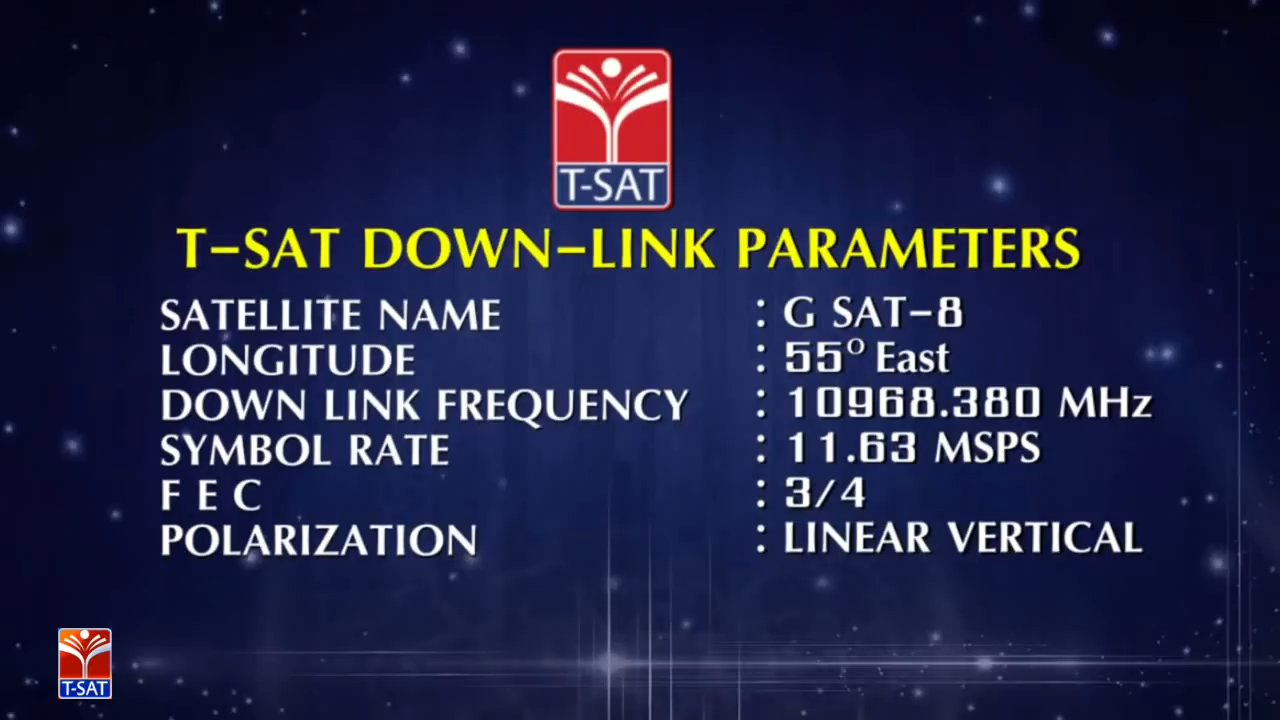 T-SAT
T-SAT DOWN-LINK PARAMETERS
SATELLITE NAME : G SAT-8
LONGITUDE : 55° East
DOWN LINK FREQUENCY : 10968.380 MHz
SYMBOL RATE : 11.63 MSPS
F E C : 3/4
POLARIZATION : LINEAR VERTICAL
T-SAT